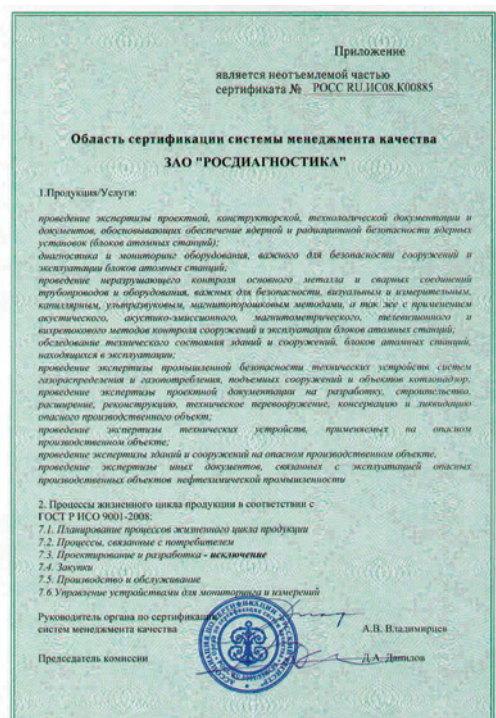 Приложение
является неотъемлемой частью
сертификата № РОСС RU.ИС08.К00885
Область сертификации системы менеджмента качества
ЗАО "РОСДИАГНОСТИКА"
1.Продукция/Услуги:
проведение экспертизы проектной, конструкторской, технологической документации и
документов, обосновывающих обеспечение ядерной и радиационной безопасности ядерных
установок (блоков атомных станций);
диагностика и мониторинг оборудования, важного для безопасности сооружений и
эксплуатации блоков атомных станций;
проведение неразрушающего контроля основного металла и сварных соединений
трубопроводов и оборудования, важных для безопасности, визуальным и измерительным,
капиллярным, ультразвуковым, магнитопорошковым методами, а так же с применением
акустического, акустико-эмиссионного, магнитометрического, телевизионного и
вихретокового методов контроля сооружений и эксплуатации блоков атомных станций;
обследование технического состояния зданий и сооружений, блоков атомных станций,
находящихся в эксплуатации;
проведение экспертизы промышленной безопасности технических устройств систем
газораспределения и газопотребления, подъемных сооружений и объектов котлонадзор;
проведение экспертизы проектной документации на разработку, строительство,
расширение, реконструкцию, техническое перевооружение, консервацию и ликвидацию
опасного производственного объект;
проведение экспертизы технических устройств, применяемых на опасном
производственном объекте;
проведение экспертизы зданий и сооружений на опасном производственном объекте,
проведение экспертизы иных документов, связанных с эксплуатацией опасных
производственных объектов нефтехимической промышленности
2. Процессы жизненного цикла продукции в соответствии с
ГОСТ Р ИСО 9001-2008:
7.1. Планирование процессов жизненного цикла продукции
7.2. Процессы, связанные с потребителем
7.3. Проектирование и разработка - исключение
7.4. Закупки
7.5. Производство и обслуживание
7.6.Управление устройствами для мониторинга и измерений
Руководитель органа по сертификации
систем менеджмента качества А.В. Владимирцев
Председатель комиссии Д.А. Данилов
АССОЦИАЦИЯ ПО СЕРТИФИКАЦИИ "РУССКИЙ РЕГИСТР"